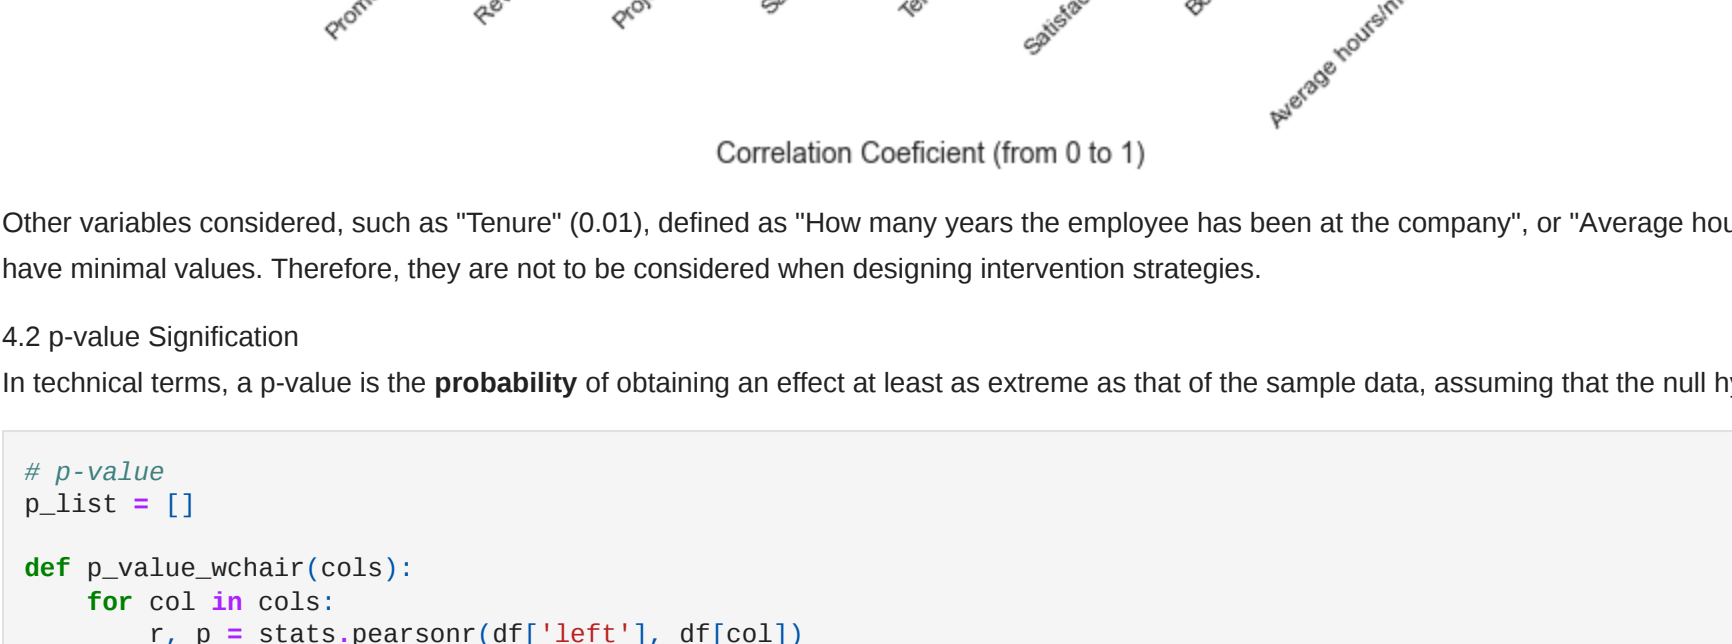 Average hours/m
Correlation Coeficient (from 0 to 1)
Other variables considered, such as "Tenure" (0.01), defined as "How many years the employee has been at the company", or "Average hou
have minimal values. Therefore, they are not to be considered when designing intervention strategies.
4.2 p-value Signification
In technical terms, a p-value is the probability of obtaining an effect at least as extreme as that of the sample data, assuming that the null hy
# p-value
p_list = []
def p_value_wchair(cols):
    for col in cols:
        r, p = stats.pearsonr(df['left'], df[col])